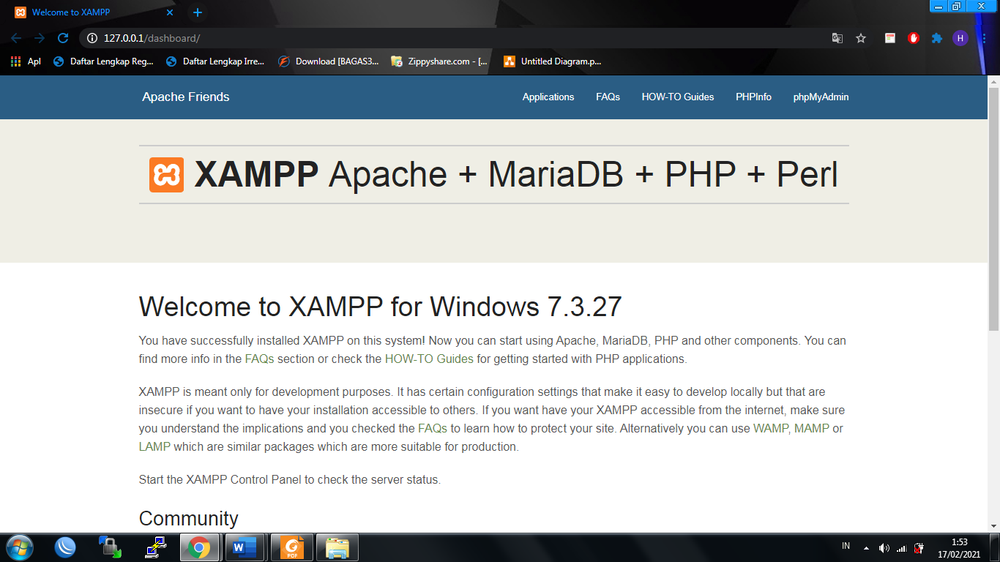 Welcome to XAMPP
127.0.0.1/dashboard/
H
Apl
Daftar Lengkap Reg...
Daftar Lengkap Irre...
Download [BAGAS3...
Zippyshare.com - [...
Untitled Diagram.p...
Apache Friends
Applications
FAQs
HOW-TO Guides
PHPInfo
phpMyAdmin
XAMPP Apache + MariaDB + PHP + Perl
Welcome to XAMPP for Windows 7.3.27
You have successfully installed XAMPP on this system! Now you can start using Apache, MariaDB, PHP and other components. You can
find more info in the FAQs section or check the HOW-TO Guides for getting started with PHP applications.
XAMPP is meant only for development purposes. It has certain configuration settings that make it easy to develop locally but that are
insecure if you want to have your installation accessible to others. If you want have your XAMPP accessible from the internet, make sure
you understand the implications and you checked the FAQs to learn how to protect your site. Alternatively you can use WAMP, MAMP or
LAMP which are similar packages which are more suitable for production.
Start the XAMPP Control Panel to check the server status.
Community
W
PDF
IN
1:53
17/02/2021